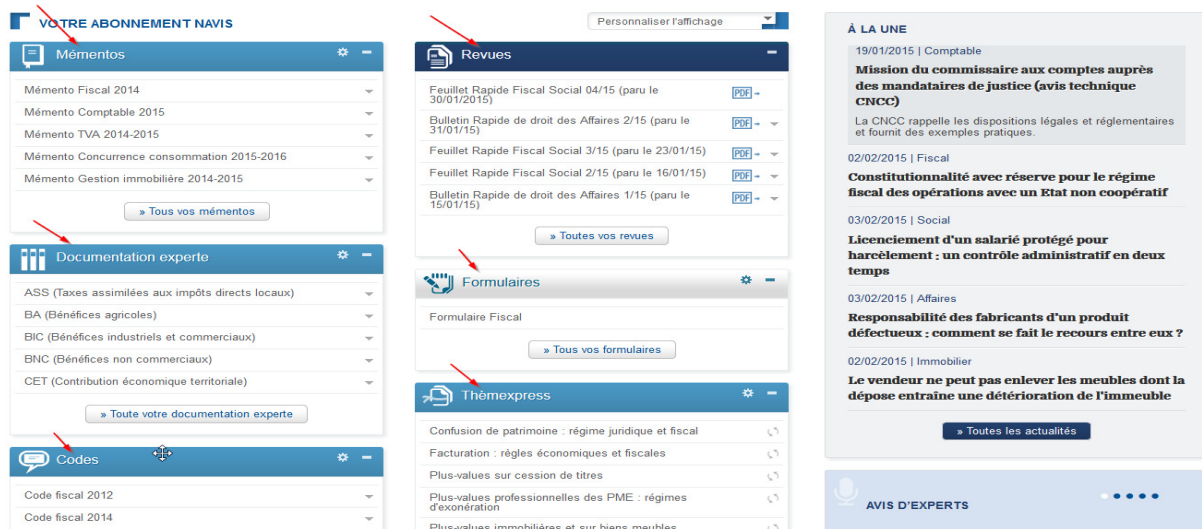 VOTRE ABONNEMENT NAVIS
Personnaliser l'affichage
Mémentos
Mémento Fiscal 2014
Mémento Comptable 2015
Mémento TVA 2014-2015
Mémento Concurrence consommation 2015-2016
Mémento Gestion immobilière 2014-2015
» Tous vos mémentos
Documentation experte
ASS (Taxes assimilées aux impôts directs locaux)
BA (Bénéfices agricoles)
BIC (Bénéfices industriels et commerciaux)
BNC (Bénéfices non commerciaux)
CET (Contribution économique territoriale)
» Toute votre documentation experte
Codes
Code fiscal 2012
Code fiscal 2014
Revues
Feuillet Rapide Fiscal Social 04/15 (paru le
30/01/2015)
PDF
Bulletin Rapide de droit des Affaires 2/15 (paru le
31/01/15)
PDF
Feuillet Rapide Fiscal Social 3/15 (paru le 23/01/15)
PDF
Feuillet Rapide Fiscal Social 2/15 (paru le 16/01/15)
PDF
Bulletin Rapide de droit des Affaires 1/15 (paru le
15/01/15)
PDF
» Toutes vos revues
Formulaires
Formulaire Fiscal
» Tous vos formulaires
Thèmexpress
Confusion de patrimoine : régime juridique et fiscal
Facturation : règles économiques et fiscales
Plus-values sur cession de titres
Plus-values professionnelles des PME : régimes
d'exonération
Plus-values immobilières et sur biens meubles
À LA UNE
19/01/2015 | Comptable
Mission du commissaire aux comptes auprès
des mandataires de justice (avis technique
CNCC)
La CNCC rappelle les dispositions légales et réglementaires
et fournit des exemples pratiques.
02/02/2015 | Fiscal
Constitutionnalité avec réserve pour le régime
fiscal des opérations avec un Etat non coopératif
03/02/2015 | Social
Licenciement d'un salarié protégé pour
harcèlement : un contrôle administratif en deux
temps
03/02/2015 | Affaires
Responsabilité des fabricants d'un produit
défectueux : comment se fait le recours entre eux ?
02/02/2015 | Immobilier
Le vendeur ne peut pas enlever les meubles dont la
dépose entraîne une détérioration de l'immeuble
» Toutes les actualités
AVIS D'EXPERTS